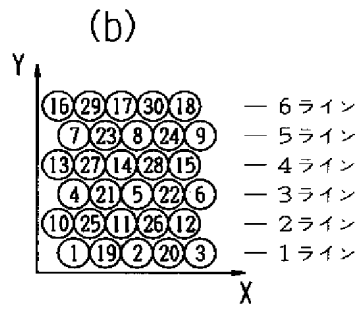 (b)
Y
16 29 17 30 18 — 6ライン
7 23 8 24 9 — 5ライン
13 27 14 28 15 — 4ライン
4 21 5 22 6 — 3ライン
10 25 11 26 12 — 2ライン
1 19 2 20 3 — 1ライン
X